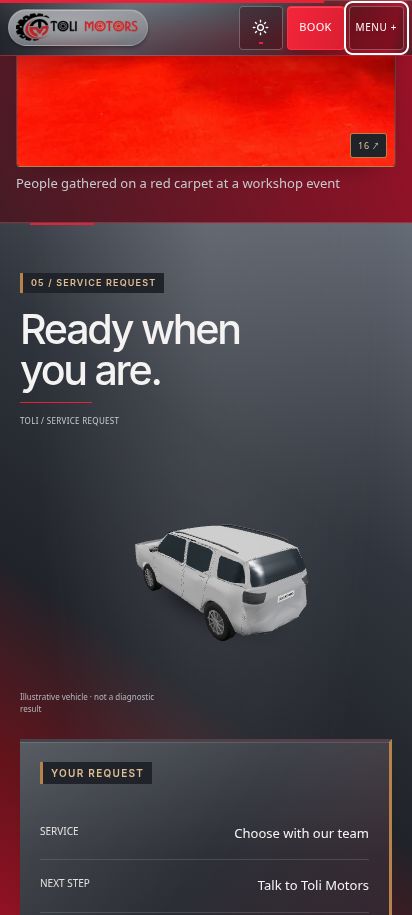 TOLI MOTORS
BOOK
MENU +
16 ↗
People gathered on a red carpet at a workshop event
05 / SERVICE REQUEST
Ready when
you are.
TOLI / SERVICE REQUEST
Illustrative vehicle · not a diagnostic
result
YOUR REQUEST
SERVICE
Choose with our team
NEXT STEP
Talk to Toli Motors